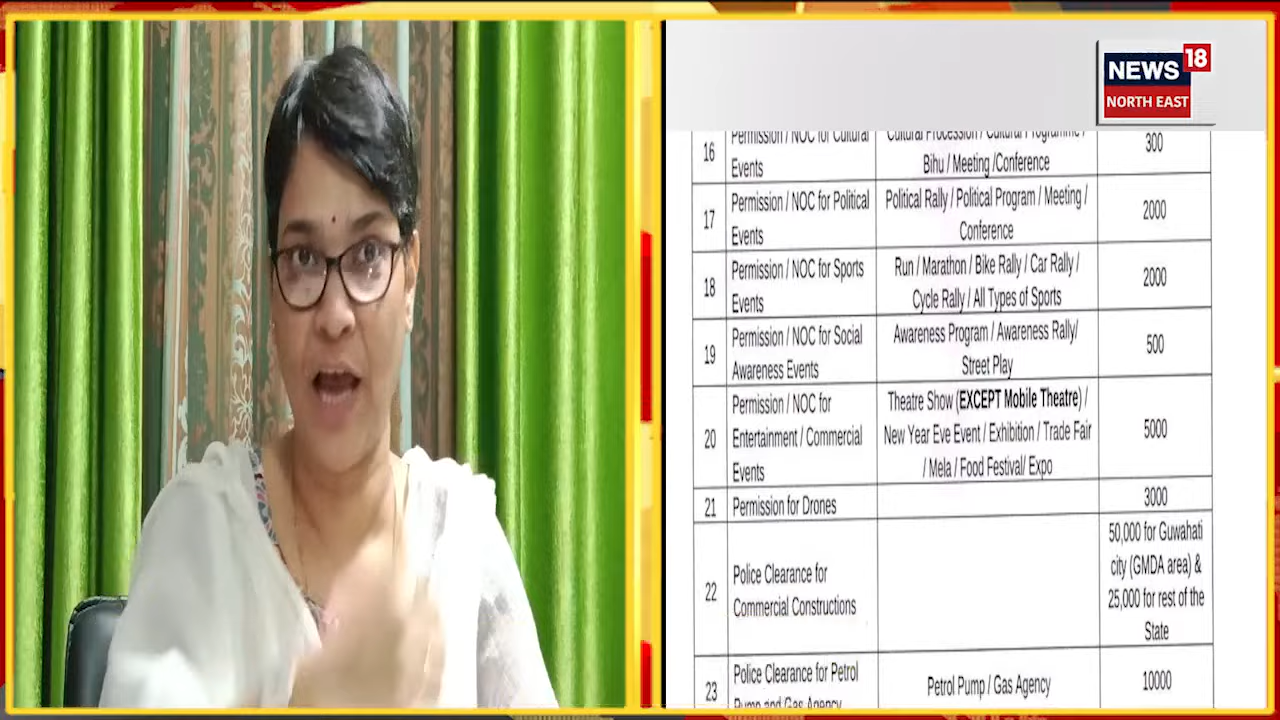 NEWS 18
NORTH EAST
16
Permission / NOC for Cultural
Events
Cultural Procession / Cultural Programme /
Bihu / Meeting /Conference
300
17
Permission / NOC for Political
Events
Political Rally / Political Program / Meeting /
Conference
2000
18
Permission / NOC for Sports
Events
Run / Marathon / Bike Rally / Car Rally /
Cycle Rally / All Types of Sports
2000
19
Permission / NOC for Social
Awareness Events
Awareness Program / Awareness Rally/
Street Play
500
20
Permission / NOC for
Entertainment / Commercial
Events
Theatre Show (EXCEPT Mobile Theatre) /
New Year Eve Event / Exhibition / Trade Fair
/ Mela / Food Festival/ Expo
5000
21
Permission for Drones
3000
22
Police Clearance for
Commercial Constructions
50,000 for Guwahati
city (GMDA area) &
25,000 for rest of the
State
23
Police Clearance for Petrol
Pump and Gas Agency
Petrol Pump / Gas Agency
10000